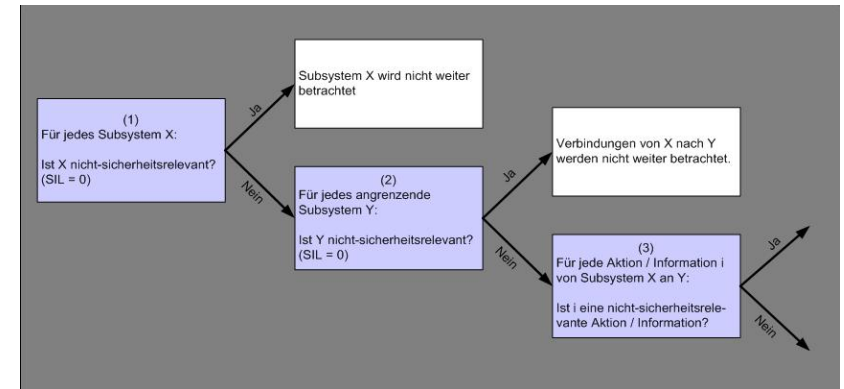 Subsystem X wird nicht weiter
betrachtet
Ja
(1)
Für jedes Subsystem X:
Ist X nicht-sicherheitsrelevant?
(SIL = 0)
Nein
Verbindungen von X nach Y
werden nicht weiter betrachtet.
Ja
(2)
Für jedes angrenzende
Subsystem Y:
Ist Y nicht-sicherheitsrelevant?
(SIL = 0)
Nein
(3)
Für jede Aktion / Information i
von Subsystem X an Y:
Ist i eine nicht-sicherheitsrele-
vante Aktion / Information?
Ja
Nein